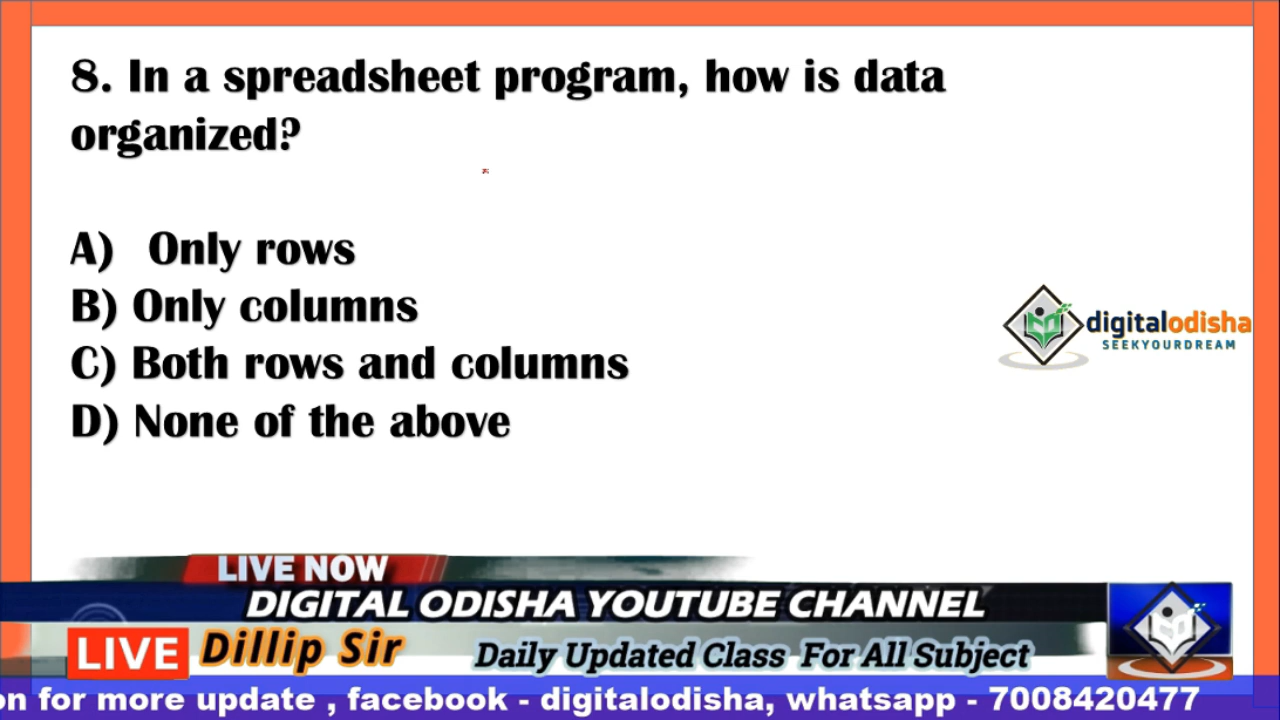 8. In a spreadsheet program, how is data
organized?
A) Only rows
B) Only columns
C) Both rows and columns
D) None of the above
digitalodisha
SEEKYOURDREAM
LIVE NOW
DIGITAL ODISHA YOUTUBE CHANNEL
LIVE Dillip Sir Daily Updated Class For All Subject
on for more update , facebook - digitalodisha, whatsapp - 7008420477